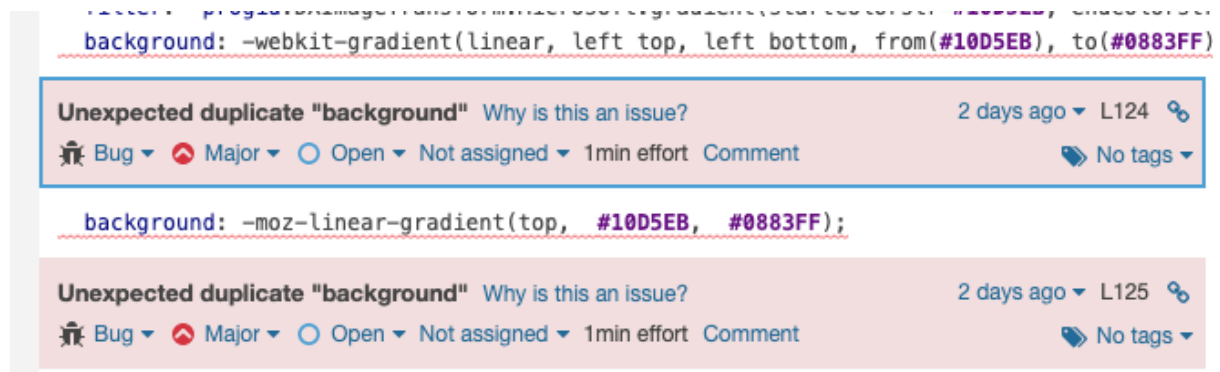 background: -webkit-gradient(linear, left top, left bottom, from(#10D5EB), to(#0883FF)
Unexpected duplicate "background" Why is this an issue? 2 days ago L124
Bug Major Open Not assigned 1min effort Comment No tags
background: -moz-linear-gradient(top, #10D5EB, #0883FF);
Unexpected duplicate "background" Why is this an issue? 2 days ago L125
Bug Major Open Not assigned 1min effort Comment No tags